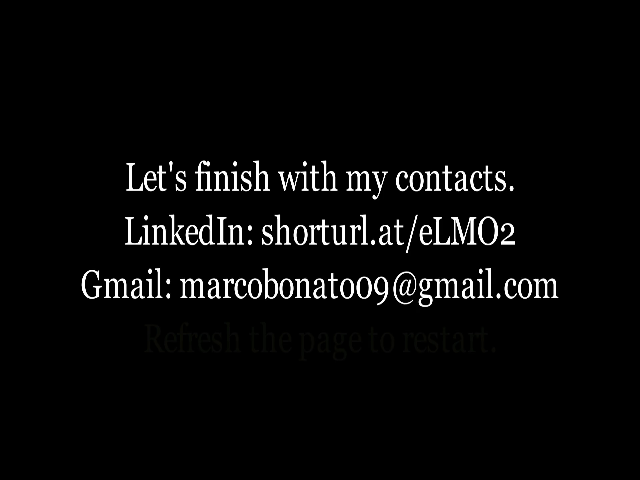 Let's finish with my contacts.
LinkedIn: shorturl.at/eLMO2
Gmail: marcobonato09@gmail.com
Refresh the page to restart.